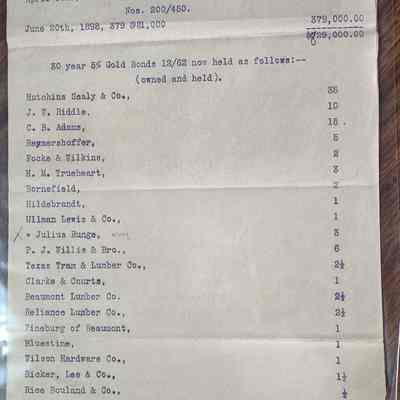 Nos. 200/450.
June 20th, 1898, 379 @$1,000 379,000.00
$629,000.00
30 year 5% Gold Bonds 12/62 now held as follows:--
(owned and held).
Hutchins Sealy & Co., 35
J. E. Riddle, 10
C. B. Adams, 15
Beymershoffer, 5
Focke & Wilkins, 2
H. M. Trueheart, 3
Bornefield, 2
Hildebrandt, 1
Ullman Lewis & Co., 1
X * Julius Runge, 3
P. J. Willis & Bro., 6
Texas Tram & Lumber Co., 2½
Clarke & Courts, 1
Beaumont Lumber Co. 2½
Reliance Lumber Co., 2½
Wineburg of Beaumont, 1
Bluestine, 1
Wilson Hardware Co., 1
Bicker, Lee & Co., 1½
Rice Bouland & Co., ½